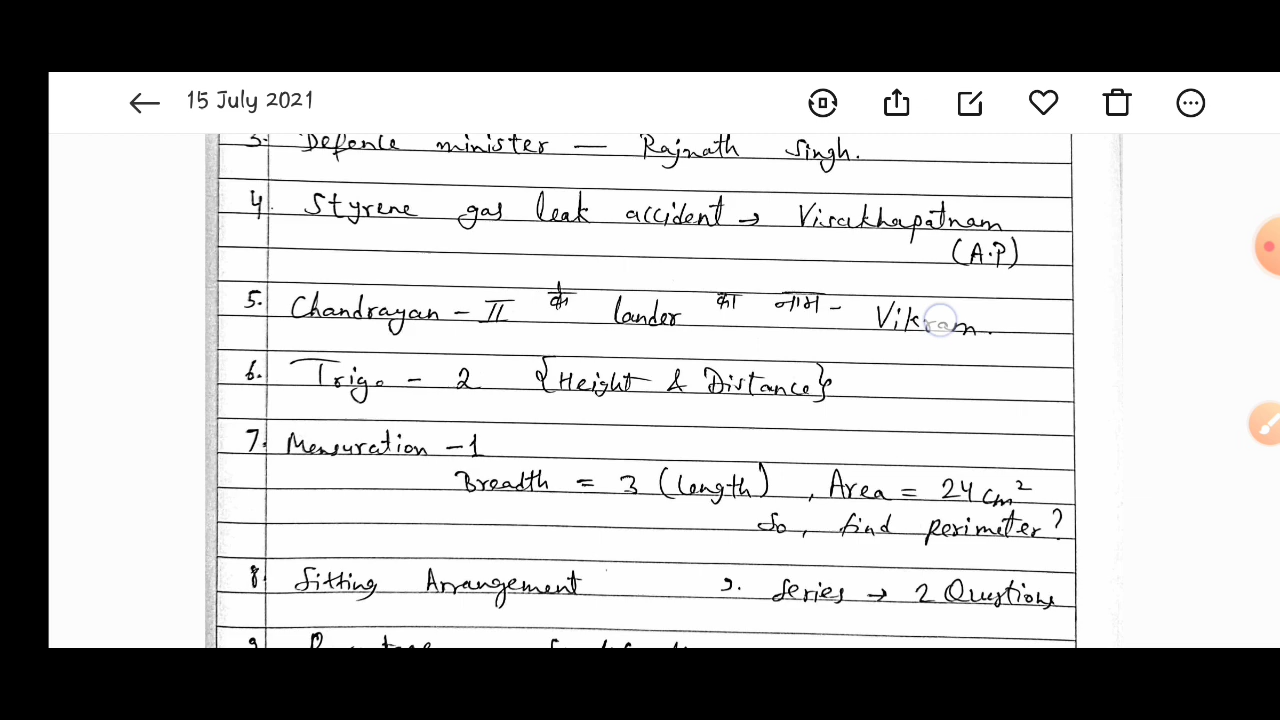 15 July 2021
3. Defence minister — Rajnath Singh.
4. Styrene gas leak accident → Visakhapatnam
(A.P)
5. Chandrayan - II के lander का नाम - Vikram.
6. Trigo - 2 {Height & Distance}
7. Mensuration - 1
Breadth = 3 (length), Area = 24 cm²
So, find perimeter?
8. Sitting Arrangement 9. Series → 2 Questions